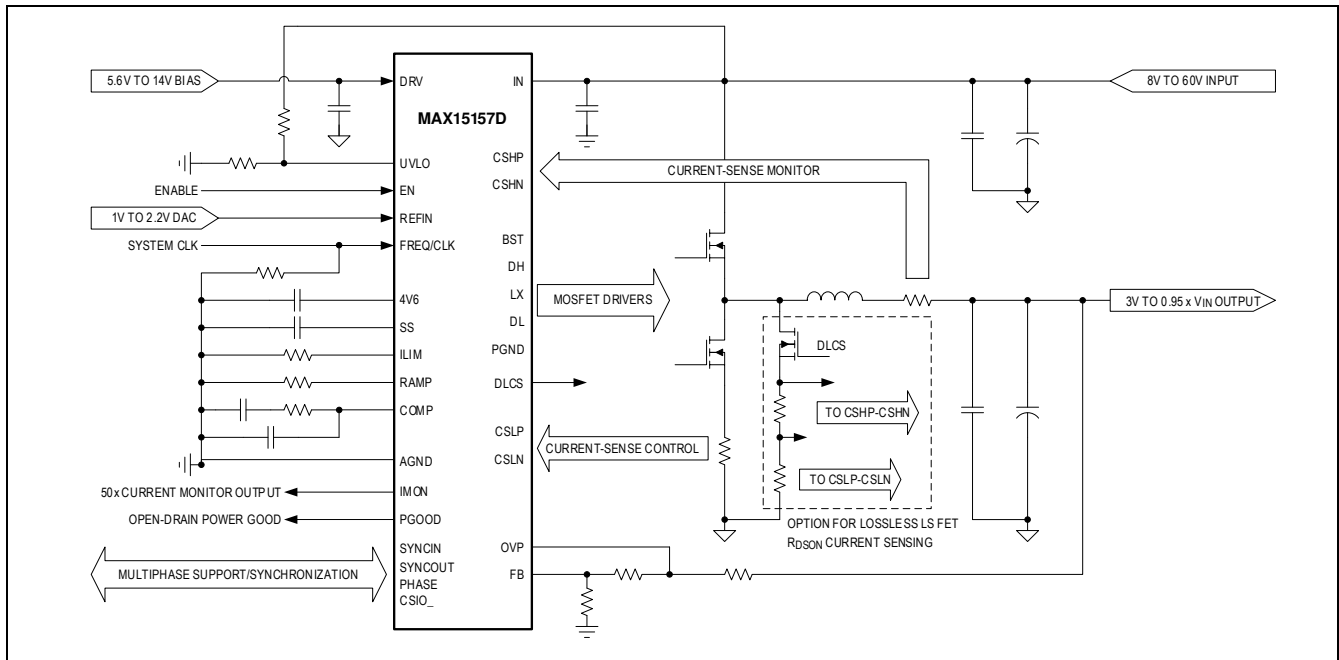 5.6V TO 14V BIAS
DRV
IN
8V TO 60V INPUT
MAX15157D
UVLO
CSHP
CSHN
CURRENT-SENSE MONITOR
ENABLE
EN
1V TO 2.2V DAC
REFIN
SYSTEM CLK
FREQ/CLK
BST
DH
LX
DL
PGND
MOSFET DRIVERS
4V6
SS
ILIM
RAMP
COMP
AGND
3V TO 0.95 x VIN OUTPUT
DLCS
DLCS
TO CSHP-CSHN
CSLP
CSLN
CURRENT-SENSE CONTROL
TO CSLP-CSLN
50x CURRENT MONITOR OUTPUT
IMON
OPEN-DRAIN POWER GOOD
PGOOD
OPTION FOR LOSSLESS LS FET
RDSON CURRENT SENSING
MULTIPHASE SUPPORT/SYNCHRONIZATION
SYNCIN
SYNCOUT
PHASE
CSIO_
OVP
FB